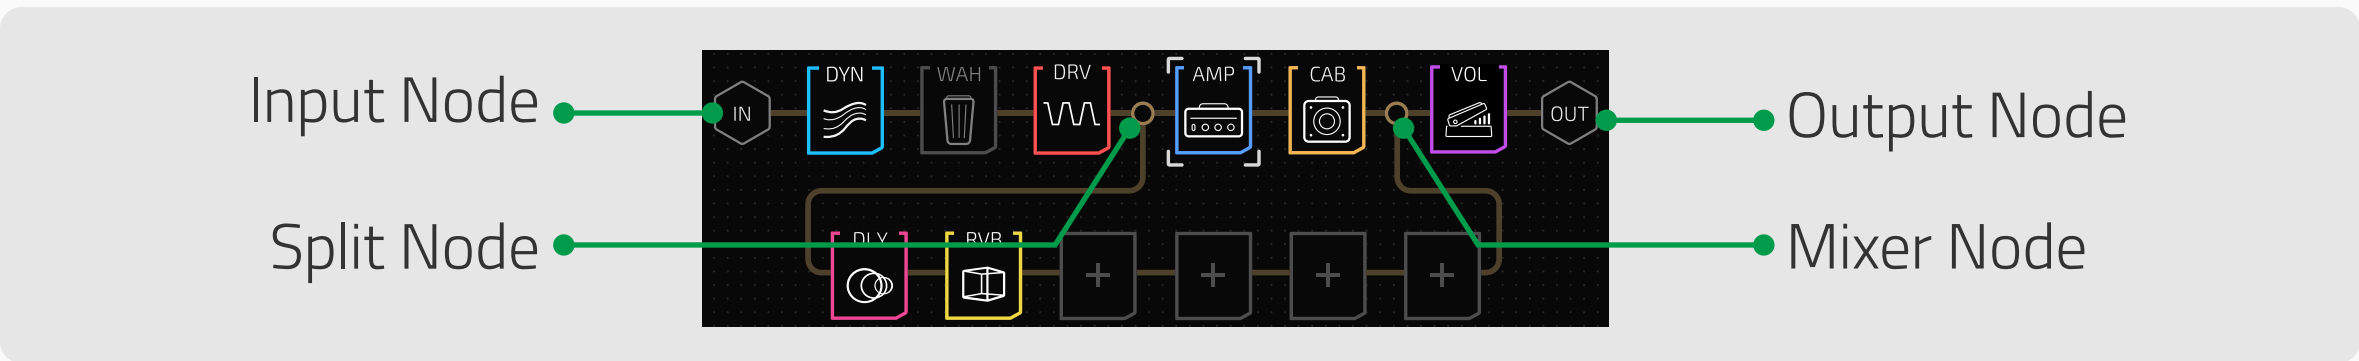 Input Node
IN
DYN
WAH
DRV
AMP
CAB
VOL
OUT
Output Node
Split Node
DLY
RVB
Mixer Node